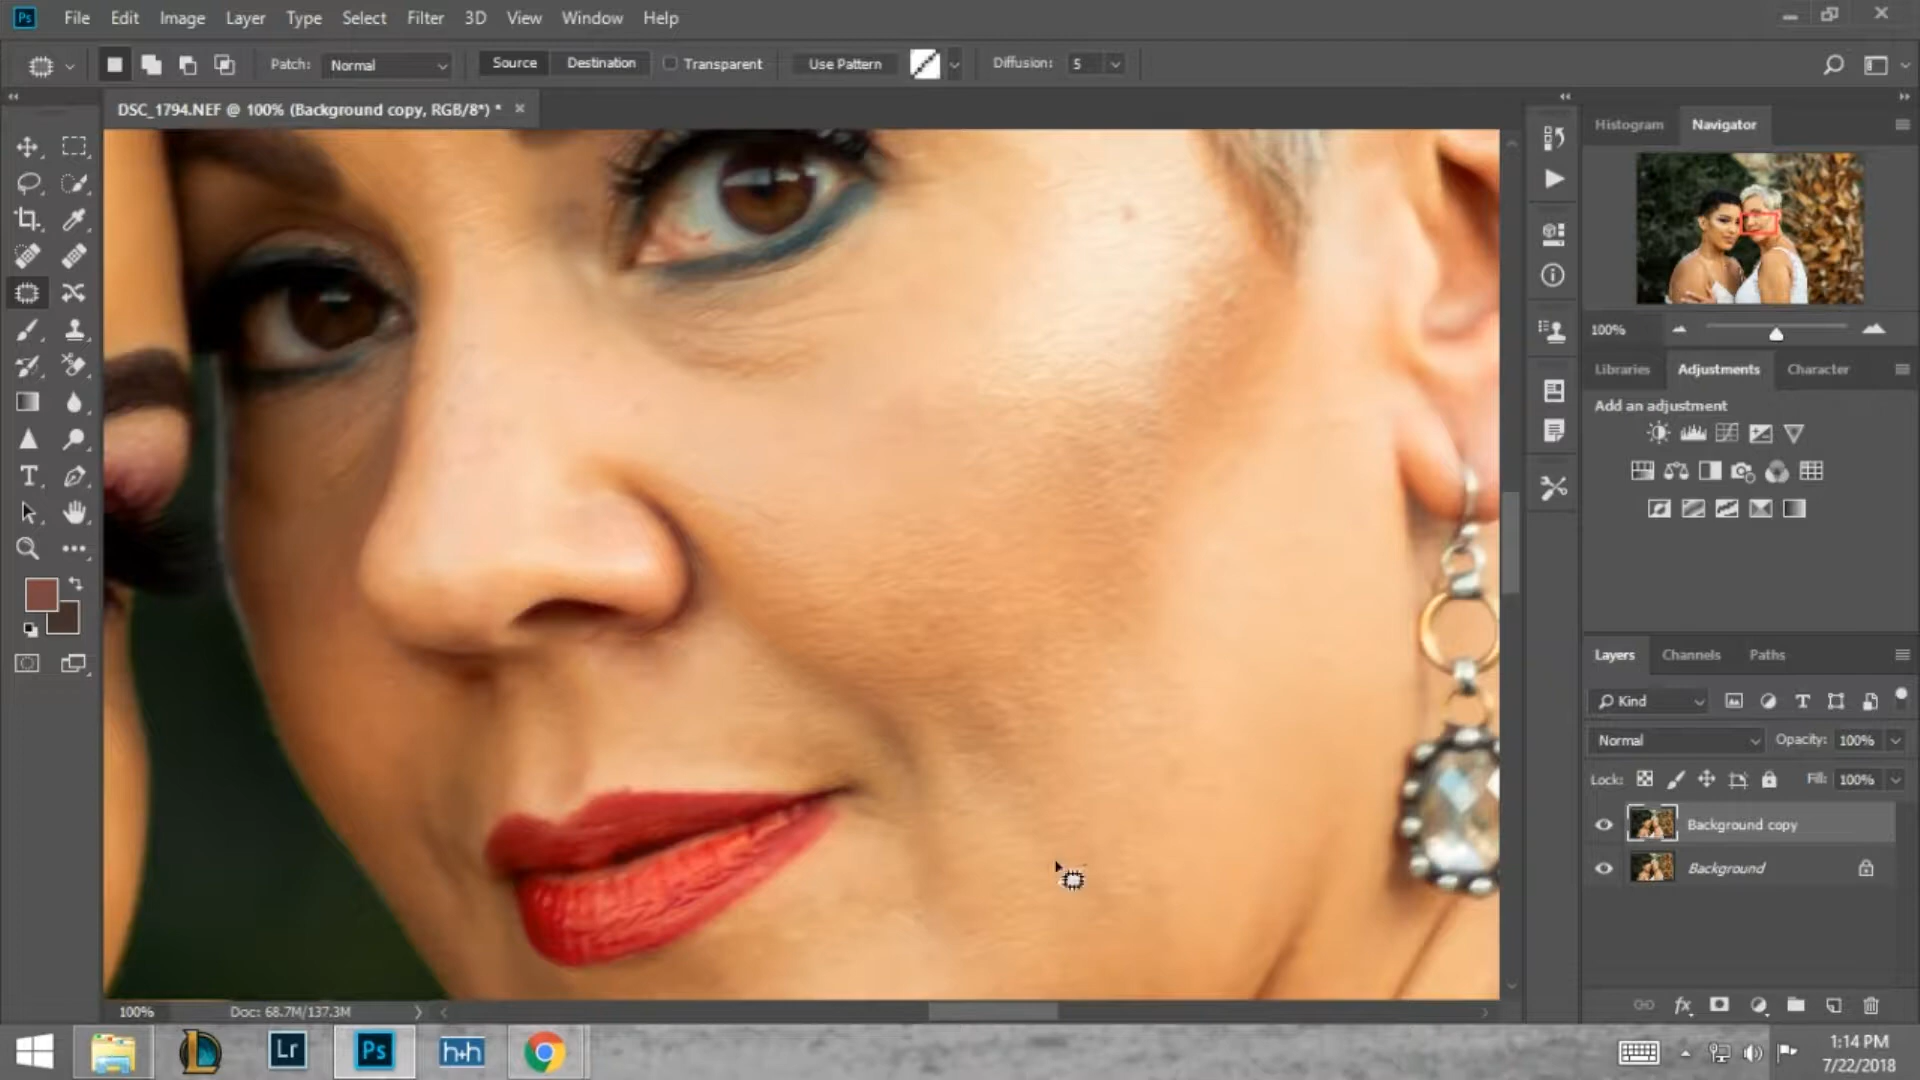 Ps File Edit Image Layer Type Select Filter 3D View Window Help
Patch: Normal Source Destination Transparent Use Pattern Diffusion: 5
DSC_1794.NEF @ 100% (Background copy, RGB/8*) * ×
Histogram Navigator
100%
Libraries Adjustments Character
Add an adjustment
Layers Channels Paths
Kind
Normal Opacity: 100%
Lock: Fill: 100%
Background copy
Background
fx
100% Doc: 68.7M/137.3M
Lr Ps h+h
1:14 PM
7/22/2018